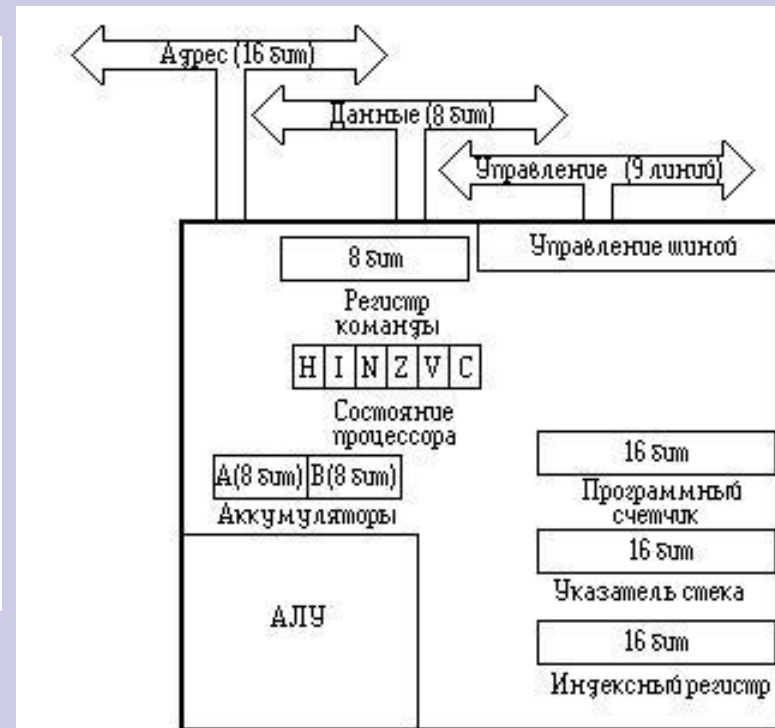 Адрес (16 бит)
Данные (8 бит)
Управление (9 линий)
8 бит
Управление шиной
Регистр
команды
H I N Z V C
Состояние
процессора
A(8 бит) B(8 бит)
Аккумуляторы
16 бит
Программный
счетчик
16 бит
Указатель стека
АЛУ
16 бит
Индексный регистр